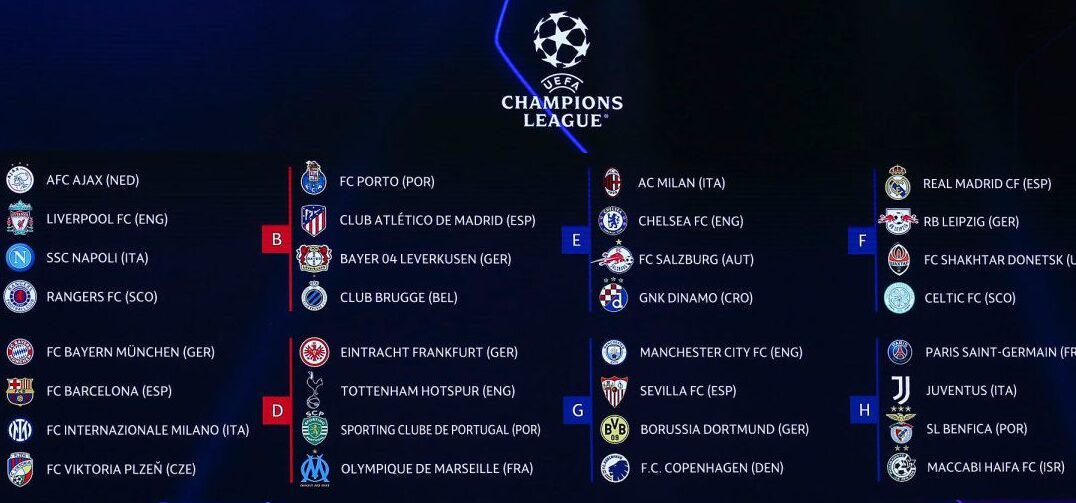 UEFA
CHAMPIONS
LEAGUE
AFC AJAX (NED)
LIVERPOOL FC (ENG)
SSC NAPOLI (ITA)
RANGERS FC (SCO)
B
FC PORTO (POR)
CLUB ATLÉTICO DE MADRID (ESP)
BAYER 04 LEVERKUSEN (GER)
CLUB BRUGGE (BEL)
E
AC MILAN (ITA)
CHELSEA FC (ENG)
FC SALZBURG (AUT)
GNK DINAMO (CRO)
F
REAL MADRID CF (ESP)
RB LEIPZIG (GER)
FC SHAKHTAR DONETSK (U
CELTIC FC (SCO)
FC BAYERN MÜNCHEN (GER)
FC BARCELONA (ESP)
FC INTERNAZIONALE MILANO (ITA)
FC VIKTORIA PLZEŇ (CZE)
D
EINTRACHT FRANKFURT (GER)
TOTTENHAM HOTSPUR (ENG)
SCP
SPORTING CLUBE DE PORTUGAL (POR)
OLYMPIQUE DE MARSEILLE (FRA)
G
MANCHESTER CITY FC (ENG)
SEVILLA FC (ESP)
BVB
09
BORUSSIA DORTMUND (GER)
F.C. COPENHAGEN (DEN)
H
PARIS SAINT-GERMAIN (FR
JUVENTUS (ITA)
SL BENFICA (POR)
MACCABI HAIFA FC (ISR)